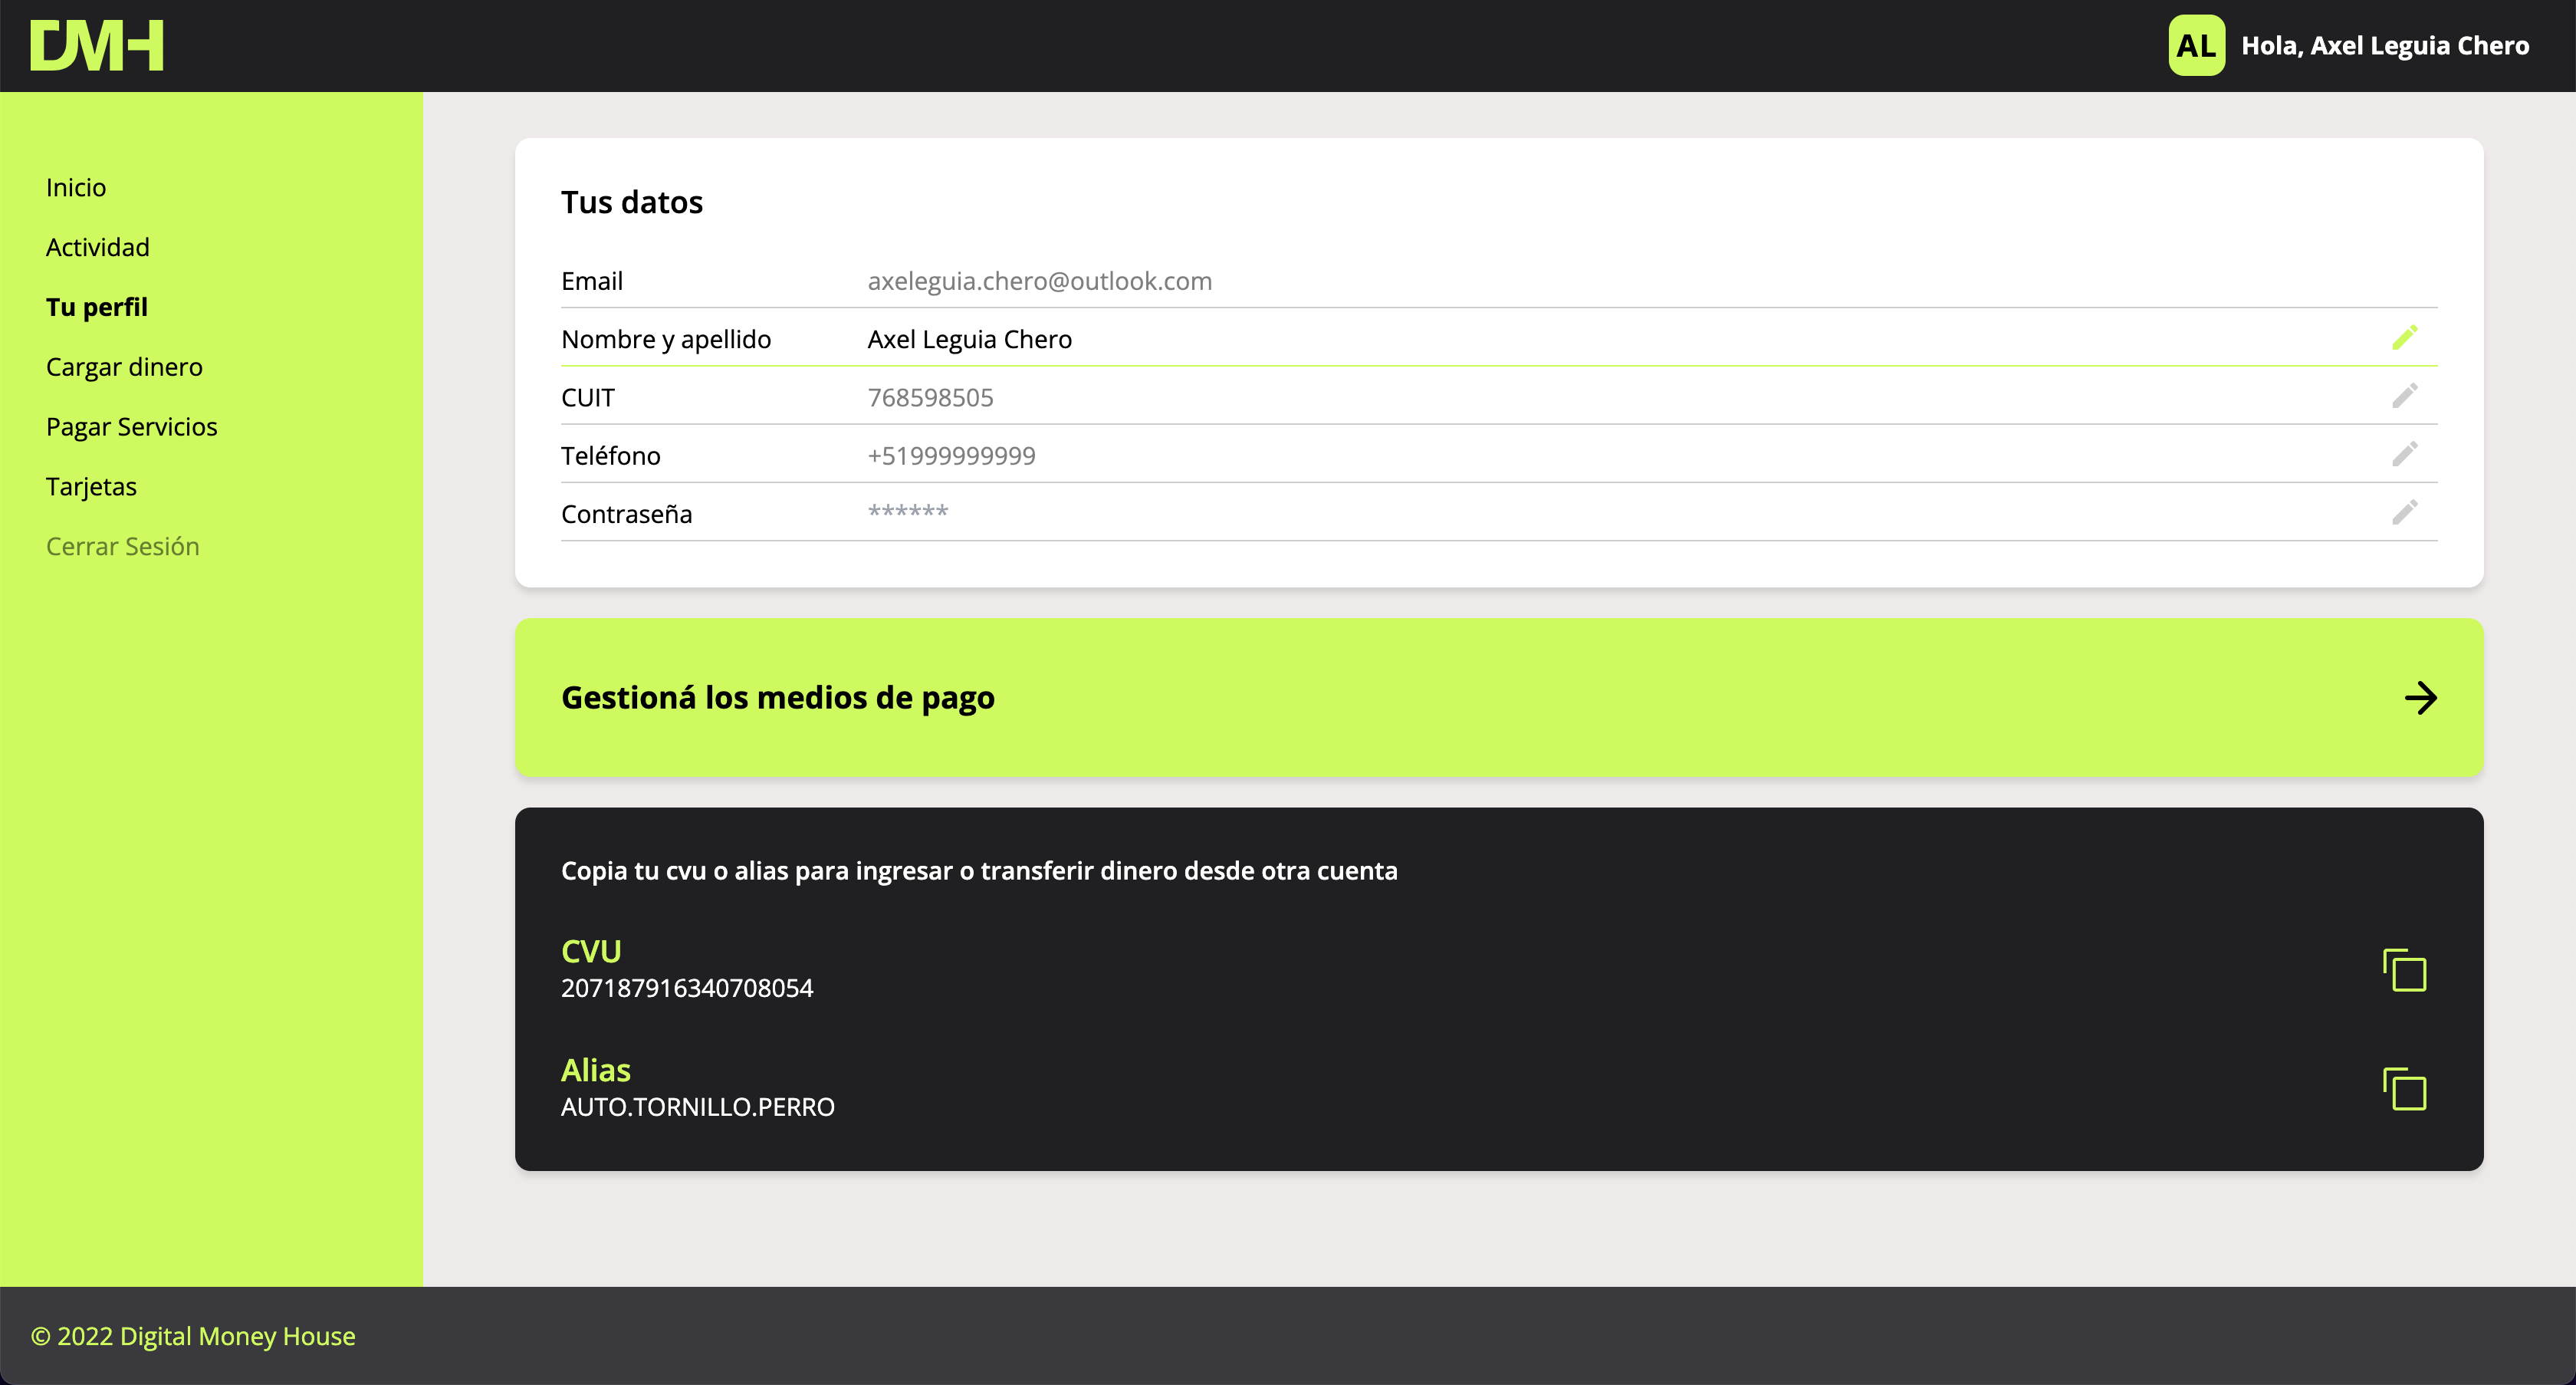 DMH
AL Hola, Axel Leguia Chero
Inicio
Actividad
Tu perfil
Cargar dinero
Pagar Servicios
Tarjetas
Cerrar Sesión
Tus datos
Email axeleguia.chero@outlook.com
Nombre y apellido Axel Leguia Chero
CUIT 768598505
Teléfono +51999999999
Contraseña ******
Gestioná los medios de pago
Copia tu cvu o alias para ingresar o transferir dinero desde otra cuenta
CVU
207187916340708054
Alias
AUTO.TORNILLO.PERRO
© 2022 Digital Money House